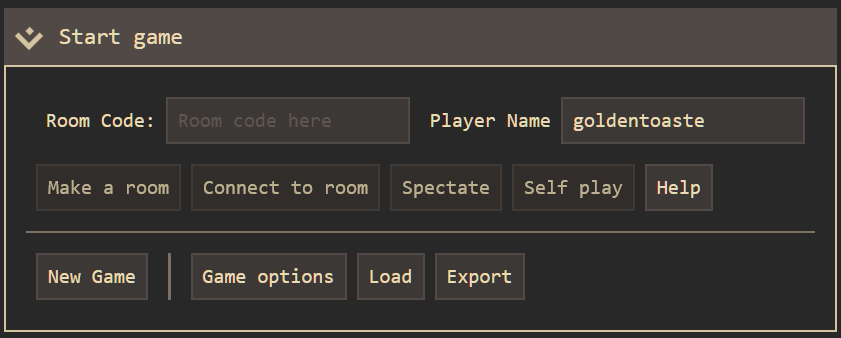 Start game
Room Code: Room code here Player Name goldentoaste
Make a room Connect to room Spectate Self play Help
New Game Game options Load Export